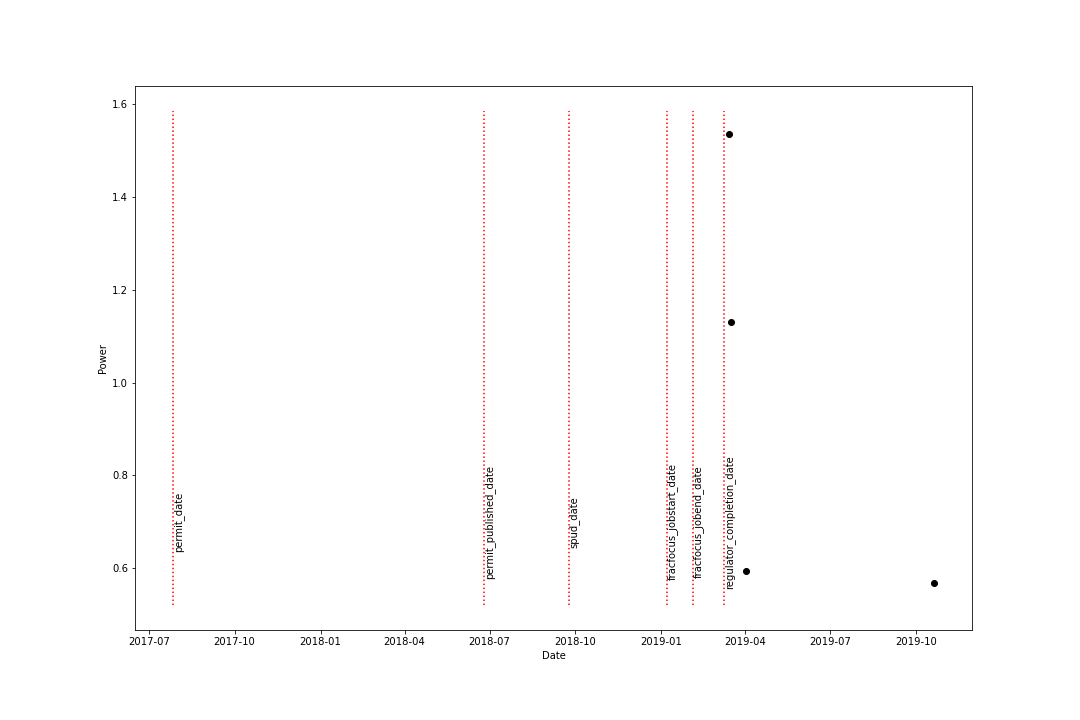 1.6
1.4
1.2
1.0
0.8
0.6
Power
permit_date
permit_published_date
spud_date
fracfocus_jobstart_date
fracfocus_jobend_date
regulator_completion_date
2017-07
2017-10
2018-01
2018-04
2018-07
2018-10
2019-01
2019-04
2019-07
2019-10
Date